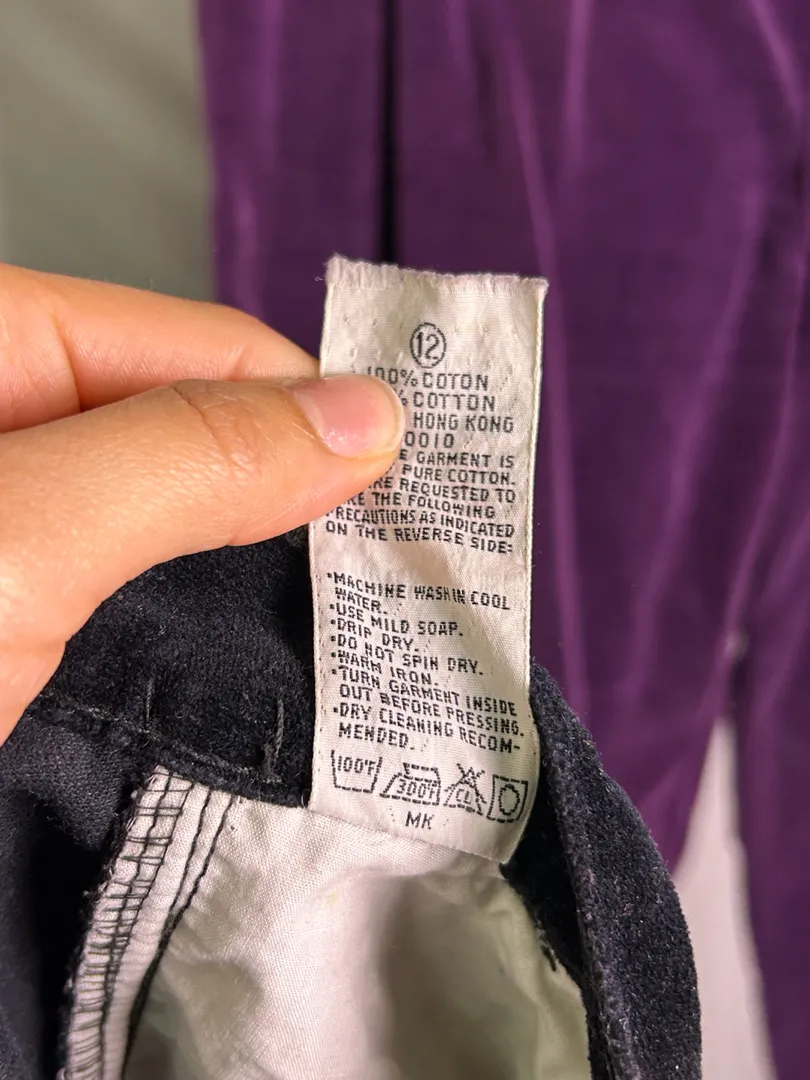 12
100% COTON
% COTTON
HONG KONG
0010
E GARMENT IS
PURE COTTON.
ARE REQUESTED TO
THE FOLLOWING
PRECAUTIONS AS INDICATED
ON THE REVERSE SIDE:
•MACHINE WASH IN COOL
WATER.
•USE MILD SOAP.
•DRIP DRY.
•DO NOT SPIN DRY.
•WARM IRON.
•TURN GARMENT INSIDE
OUT BEFORE PRESSING.
•DRY CLEANING RECOM-
MENDED.
100°F 300°F CL
MK